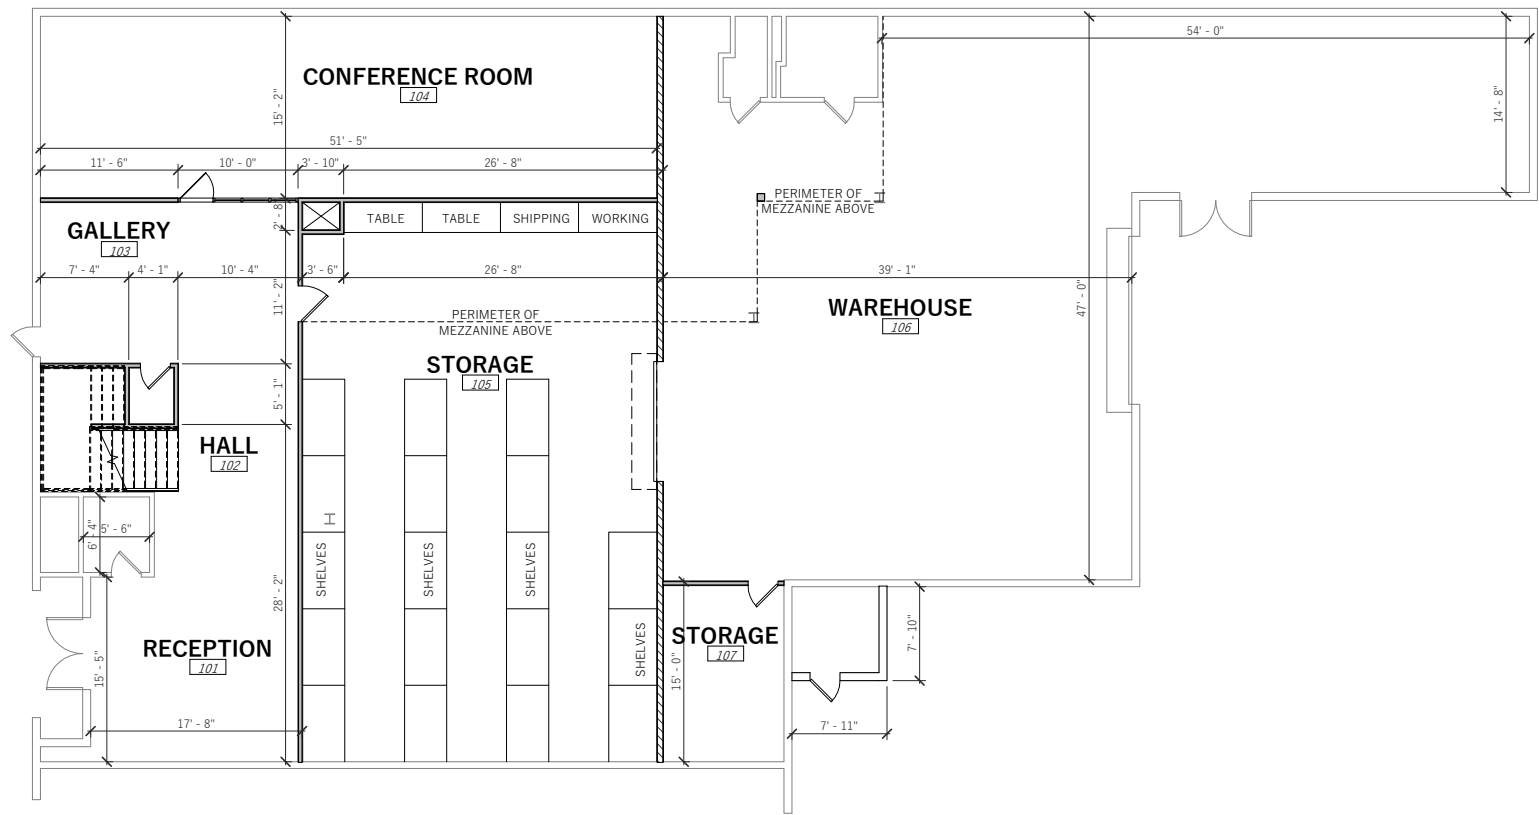 54' - 0"
CONFERENCE ROOM
104
15' - 2"
14' - 8"
51' - 5"
11' - 6"
10' - 0"
3' - 10"
26' - 8"
PERIMETER OF
MEZZANINE ABOVE
2' - 8"
TABLE
TABLE
SHIPPING
WORKING
GALLERY
103
7' - 4"
4' - 1"
10' - 4"
3' - 6"
26' - 8"
39' - 1"
11' - 2"
47' - 0"
WAREHOUSE
106
PERIMETER OF
MEZZANINE ABOVE
STORAGE
105
5' - 1"
HALL
102
6' - 4"
5' - 6"
SHELVES
SHELVES
SHELVES
28' - 2"
RECEPTION
101
15' - 5"
SHELVES
STORAGE
107
15' - 0"
7' - 10"
17' - 8"
7' - 11"